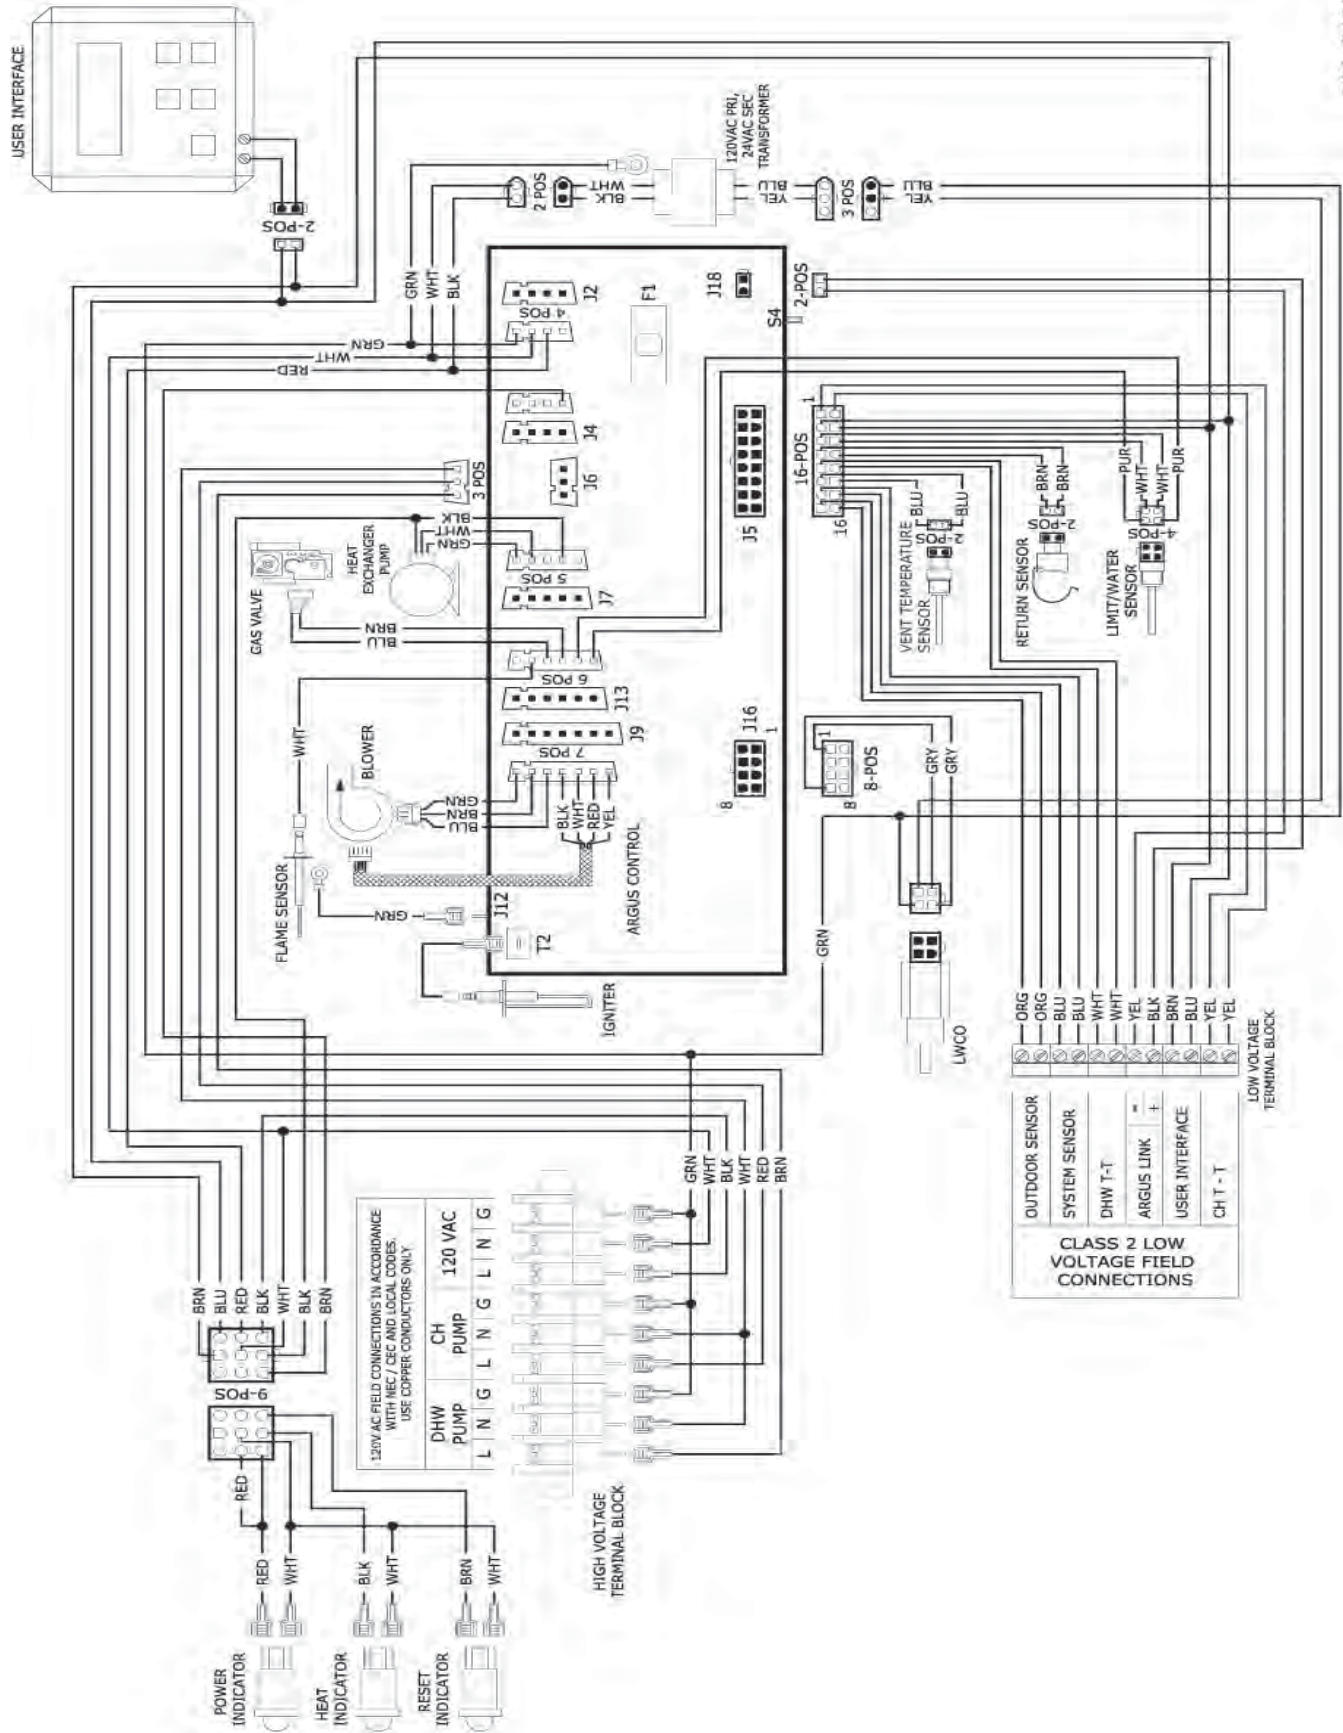 USER INTERFACE
2-POS
GRN
WHT
BLK
2 POS
WHT
BLK
120VAC PRI,
24VAC SEC
TRANSFORMER
BLU
YEL
3 POS
BLU
YEL
GRN
WHT
RED
J2
4 POS
J4
J6
3 POS
F1
J18
2-POS
S4
GAS VALVE
HEAT
EXCHANGER
PUMP
BLK
WHT
GRN
5 POS
J7
BRN
BLU
6 POS
J13
J9
7 POS
J5
16-POS
1
16
J16
1
8
FLAME SENSOR
WHT
BLOWER
GRN
BRN
BLU
BLK
WHT
RED
YEL
ARGUS CONTROL
GRN
J12
T2
IGNITER
VENT TEMPERATURE
SENSOR
BLU
2-POS
BLU
RETURN SENSOR
BRN
BRN
2-POS
LIMIT/WATER
SENSOR
PUR
WHT
WHT
PUR
4-POS
1
8
8-POS
GRY
GRY
GRN
LWCO
ORG
ORG
BLU
BLU
WHT
WHT
YEL
BLK
BRN
BLU
YEL
YEL
LOW VOLTAGE
TERMINAL BLOCK
OUTDOOR SENSOR
SYSTEM SENSOR
DHW T-T
ARGUS LINK
-
+
USER INTERFACE
CH T - T
CLASS 2 LOW
VOLTAGE FIELD
CONNECTIONS
BRN
BLU
RED
BLK
WHT
BLK
BRN
9-POS
120V AC FIELD CONNECTIONS IN ACCORDANCE
WITH NEC / CEC AND LOCAL CODES.
USE COPPER CONDUCTORS ONLY
DHW
PUMP
CH
PUMP
120 VAC
L N G L N G L N G
GRN
WHT
BLK
WHT
RED
BRN
HIGH VOLTAGE
TERMINAL BLOCK
RED
RED
WHT
BLK
WHT
BRN
WHT
POWER
INDICATOR
HEAT
INDICATOR
RESET
INDICATOR